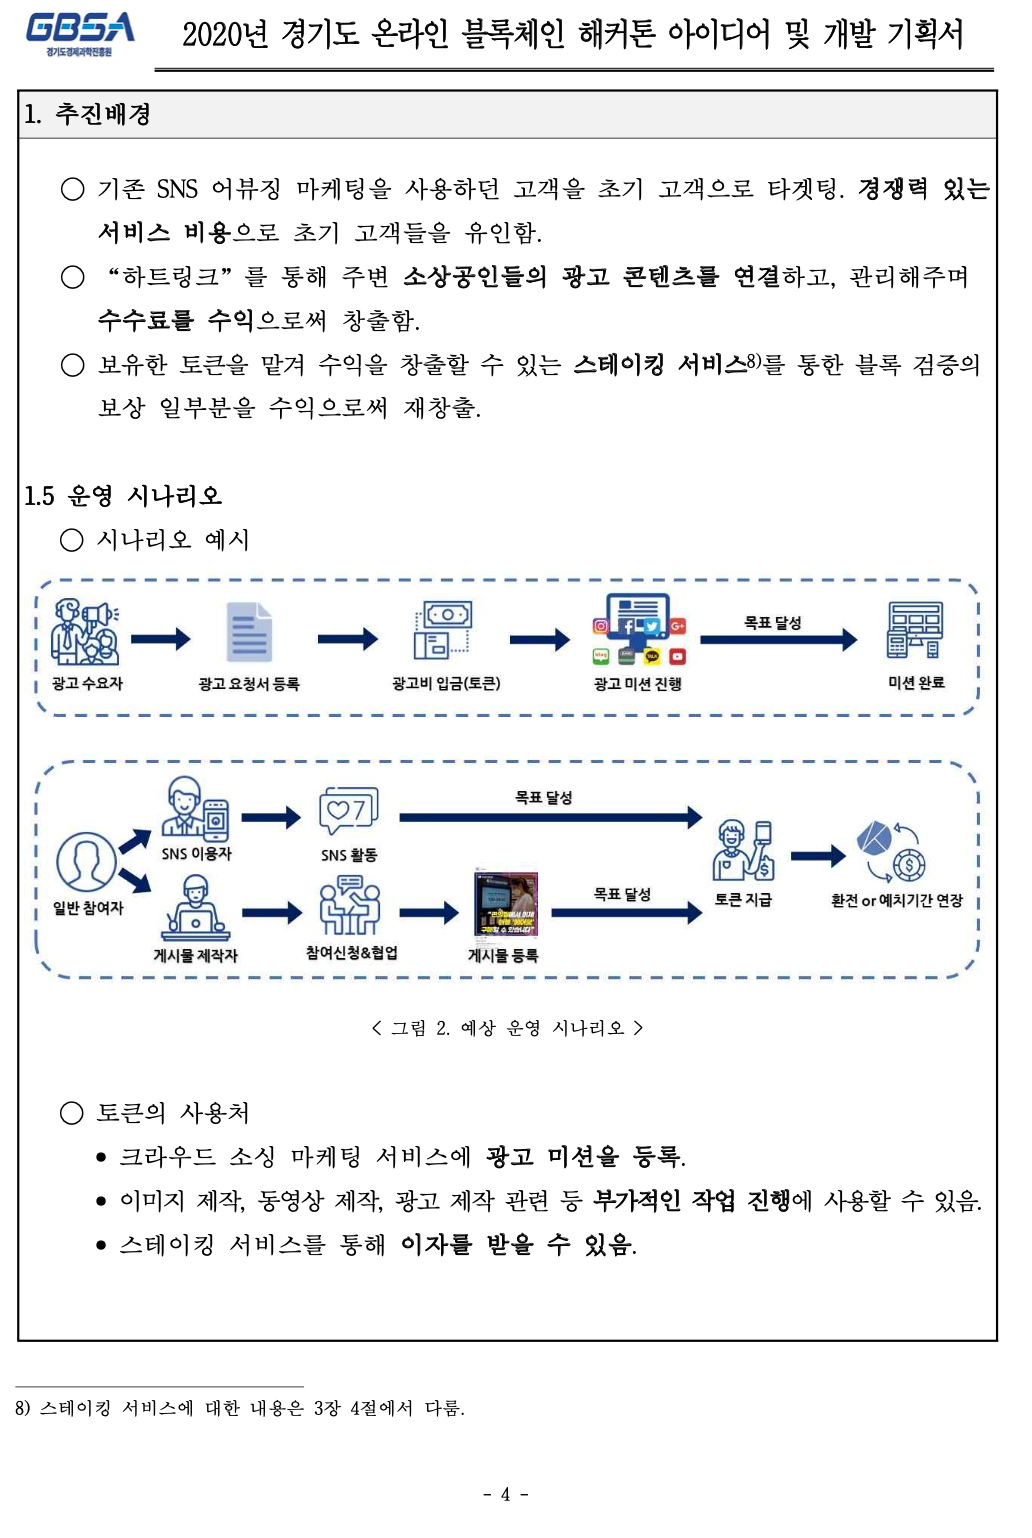 GBSA
경기도경제과학진흥원
2020년 경기도 온라인 블록체인 해커톤 아이디어 및 개발 기획서
1. 추진배경
○ 기존 SNS 어뷰징 마케팅을 사용하던 고객을 초기 고객으로 타겟팅. 경쟁력 있는
서비스 비용으로 초기 고객들을 유인함.
○ “하트링크”를 통해 주변 소상공인들의 광고 콘텐츠를 연결하고, 관리해주며
수수료를 수익으로써 창출함.
○ 보유한 토큰을 맡겨 수익을 창출할 수 있는 스테이킹 서비스8)를 통한 블록 검증의
보상 일부분을 수익으로써 재창출.
1.5 운영 시나리오
○ 시나리오 예시
목표 달성
광고 수요자 광고 요청서 등록 광고비 입금(토큰) 광고 미션 진행 미션 완료
blog BAND TALK
목표 달성
7
SNS 이용자 SNS 활동
목표 달성
일반 참여자 토큰 지급 환전 or 예치기간 연장
"편의점에서 이제
구매할 수 있습니다"
게시물 제작자 참여신청&협업 게시물 등록
< 그림 2. 예상 운영 시나리오 >
○ 토큰의 사용처
• 크라우드 소싱 마케팅 서비스에 광고 미션을 등록.
• 이미지 제작, 동영상 제작, 광고 제작 관련 등 부가적인 작업 진행에 사용할 수 있음.
• 스테이킹 서비스를 통해 이자를 받을 수 있음.
8) 스테이킹 서비스에 대한 내용은 3장 4절에서 다룸.
- 4 -